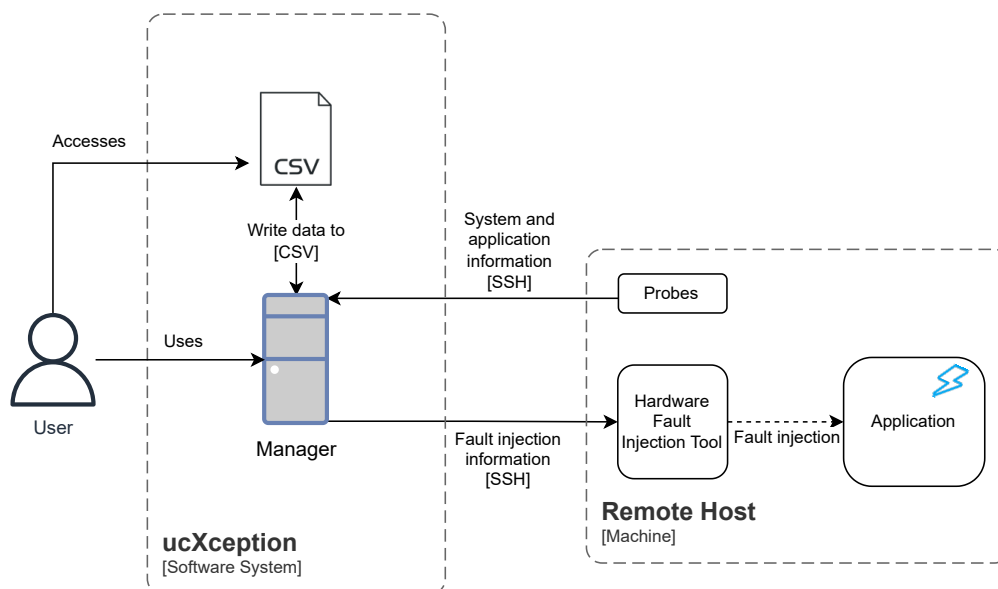 Accesses
CSV
Write data to
[CSV]
System and
application
information
[SSH]
Probes
Uses
User
Manager
Hardware
Fault
Injection Tool
Fault injection
Application
Fault injection
information
[SSH]
ucXception
[Software System]
Remote Host
[Machine]